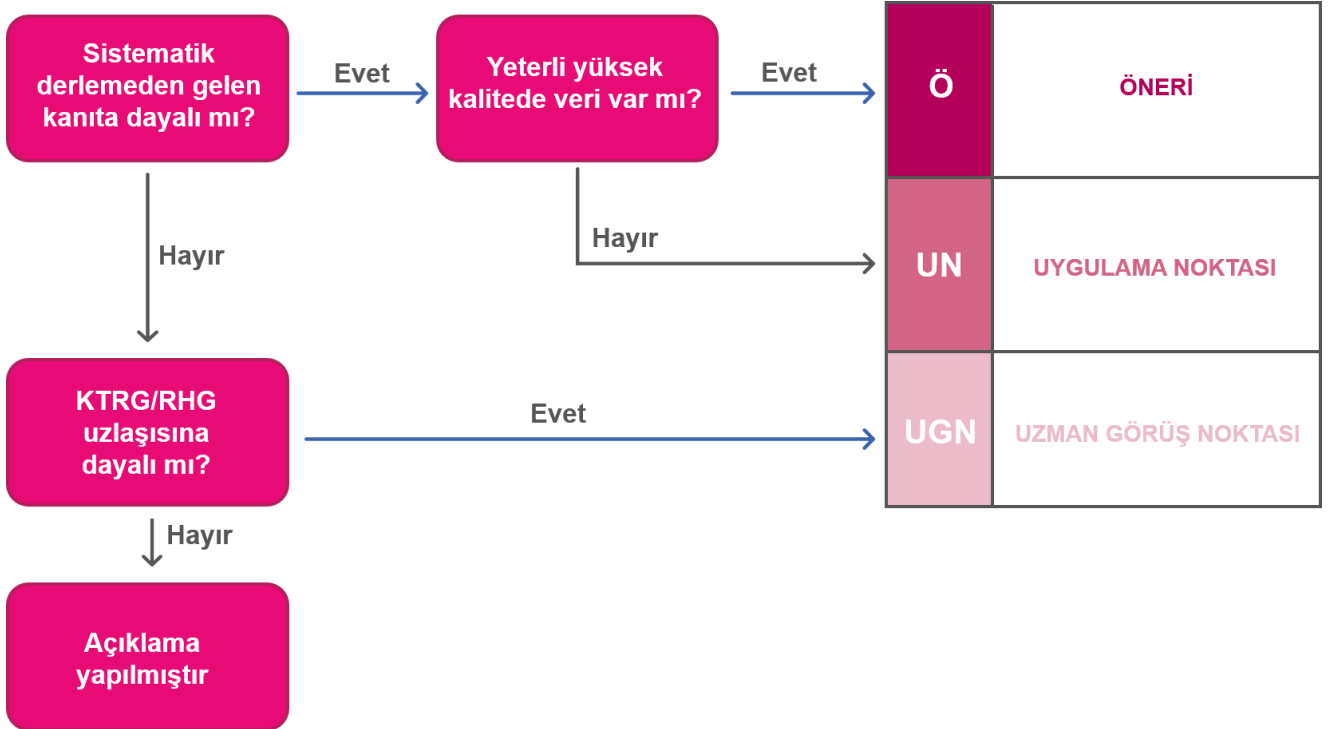 Sistematik
derlemeden gelen
kanıta dayalı mı?
Evet
Yeterli yüksek
kalitede veri var mı?
Evet
Ö
ÖNERİ
Hayır
Hayır
UN
UYGULAMA NOKTASI
KTRG/RHG
uzlaşısına
dayalı mı?
Evet
UGN
UZMAN GÖRÜŞ NOKTASI
Hayır
Açıklama
yapılmıştır